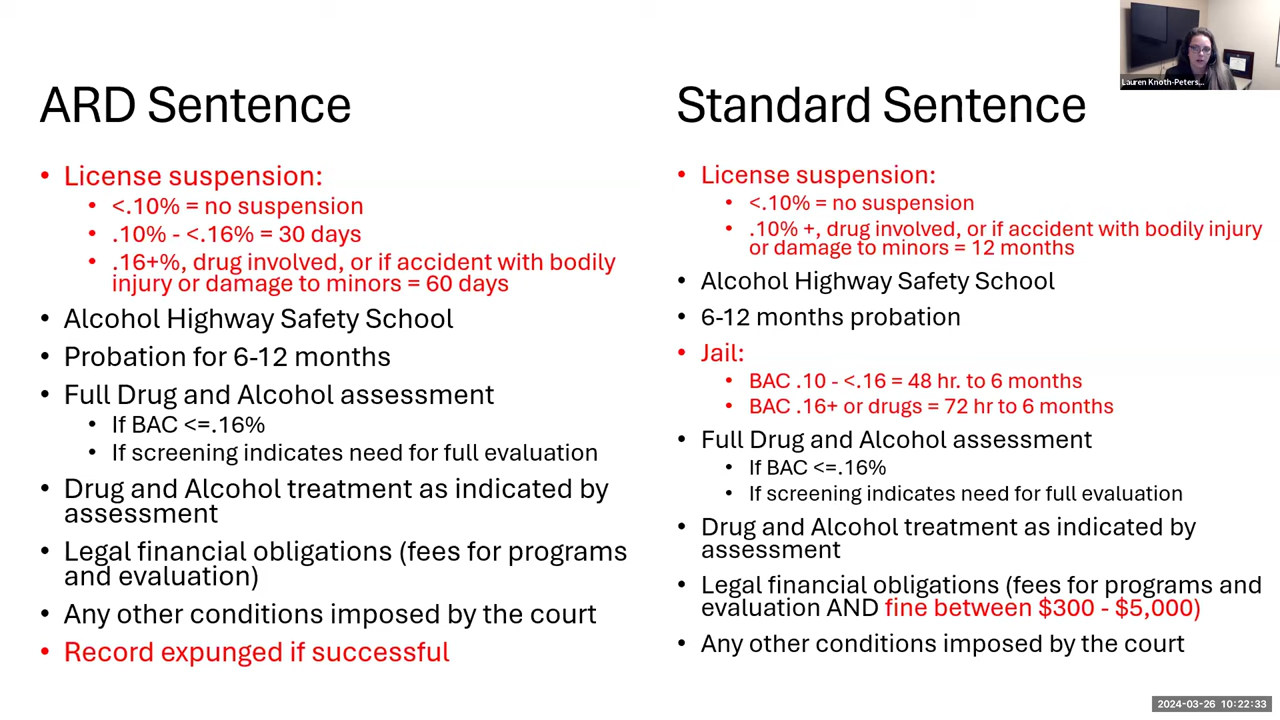 Lauren Knoth-Peters...
ARD Sentence
• License suspension:
• <.10% = no suspension
• .10% - <.16% = 30 days
• .16+%, drug involved, or if accident with bodily
injury or damage to minors = 60 days
• Alcohol Highway Safety School
• Probation for 6-12 months
• Full Drug and Alcohol assessment
• If BAC <=.16%
• If screening indicates need for full evaluation
• Drug and Alcohol treatment as indicated by
assessment
• Legal financial obligations (fees for programs
and evaluation)
• Any other conditions imposed by the court
• Record expunged if successful
Standard Sentence
• License suspension:
• <.10% = no suspension
• .10% +, drug involved, or if accident with bodily injury
or damage to minors = 12 months
• Alcohol Highway Safety School
• 6-12 months probation
• Jail:
• BAC .10 - <.16 = 48 hr. to 6 months
• BAC .16+ or drugs = 72 hr to 6 months
• Full Drug and Alcohol assessment
• If BAC <=.16%
• If screening indicates need for full evaluation
• Drug and Alcohol treatment as indicated by
assessment
• Legal financial obligations (fees for programs and
evaluation AND fine between $300 - $5,000)
• Any other conditions imposed by the court
2024-03-26 10:22:33